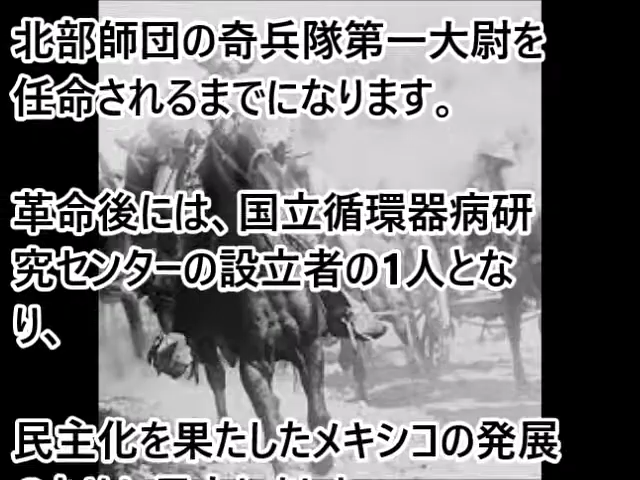 北部師団の奇兵隊第一大尉を
任命されるまでになります。
革命後には、国立循環器病研
究センターの設立者の1人とな
り、
民主化を果たしたメキシコの発展